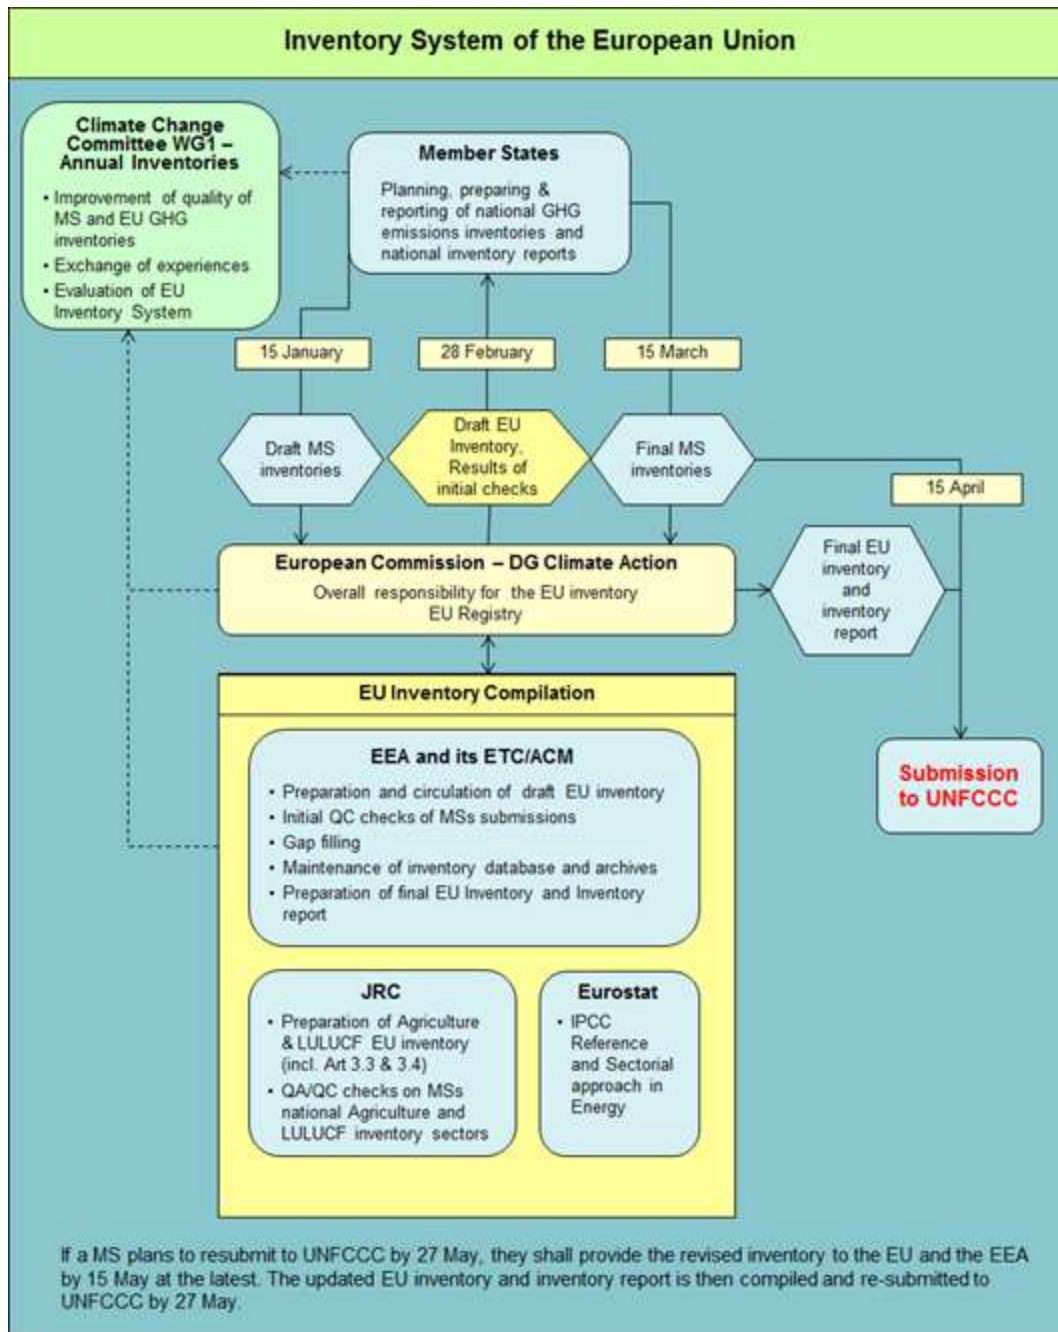 Inventory System of the European Union
Climate Change
Committee WG1 –
Annual Inventories
• Improvement of quality of
MS and EU GHG
inventories
• Exchange of experiences
• Evaluation of EU
Inventory System
Member States
Planning, preparing &
reporting of national GHG
emissions inventories and
national inventory reports
15 January
28 February
15 March
Draft MS
inventories
Draft EU
Inventory,
Results of
initial checks
Final MS
inventories
15 April
European Commission – DG Climate Action
Overall responsibility for the EU inventory
EU Registry
Final EU
inventory
and
inventory
report
EU Inventory Compilation
EEA and its ETC/ACM
• Preparation and circulation of draft EU inventory
• Initial QC checks of MSs submissions
• Gap filling
• Maintenance of inventory database and archives
• Preparation of final EU Inventory and Inventory
report
Submission
to UNFCCC
JRC
• Preparation of Agriculture
& LULUCF EU inventory
(incl. Art 3.3 & 3.4)
• QA/QC checks on MSs
national Agriculture and
LULUCF inventory sectors
Eurostat
• IPCC
Reference
and Sectorial
approach in
Energy
If a MS plans to resubmit to UNFCCC by 27 May, they shall provide the revised inventory to the EU and the EEA
by 15 May at the latest. The updated EU inventory and inventory report is then compiled and re-submitted to
UNFCCC by 27 May.